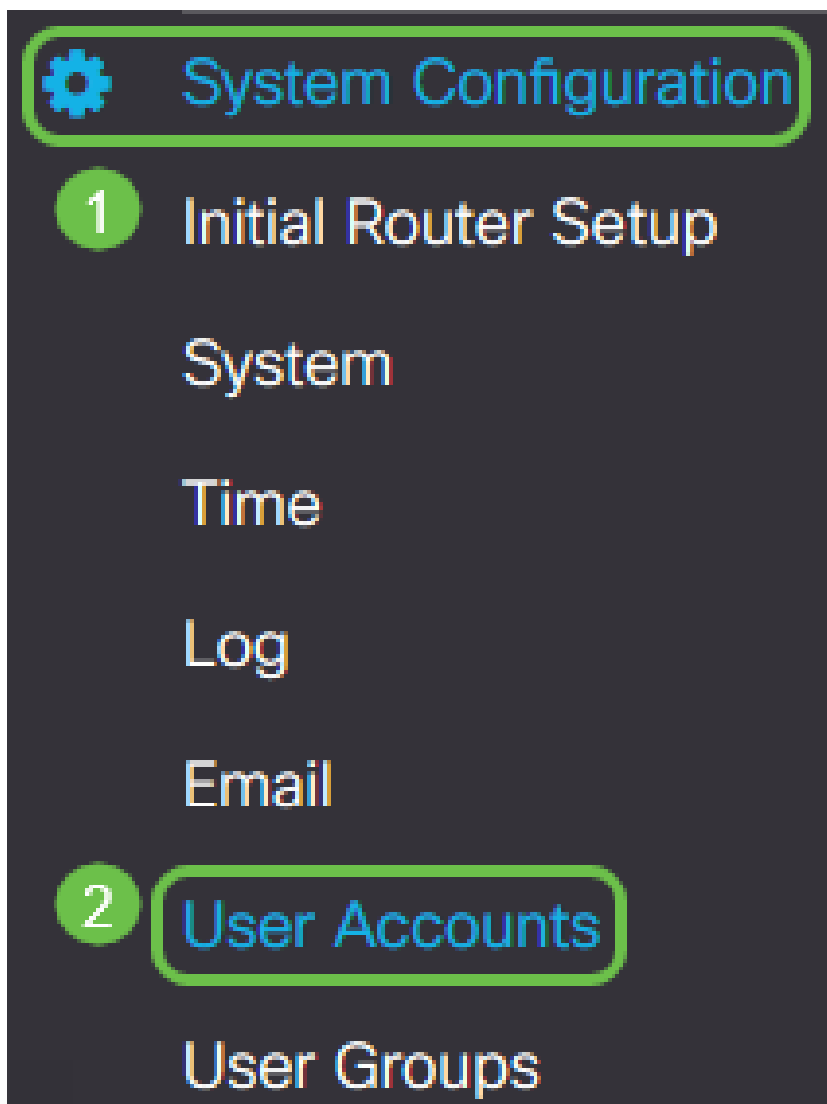 System Configuration
1 Initial Router Setup
System
Time
Log
Email
2 User Accounts
User Groups